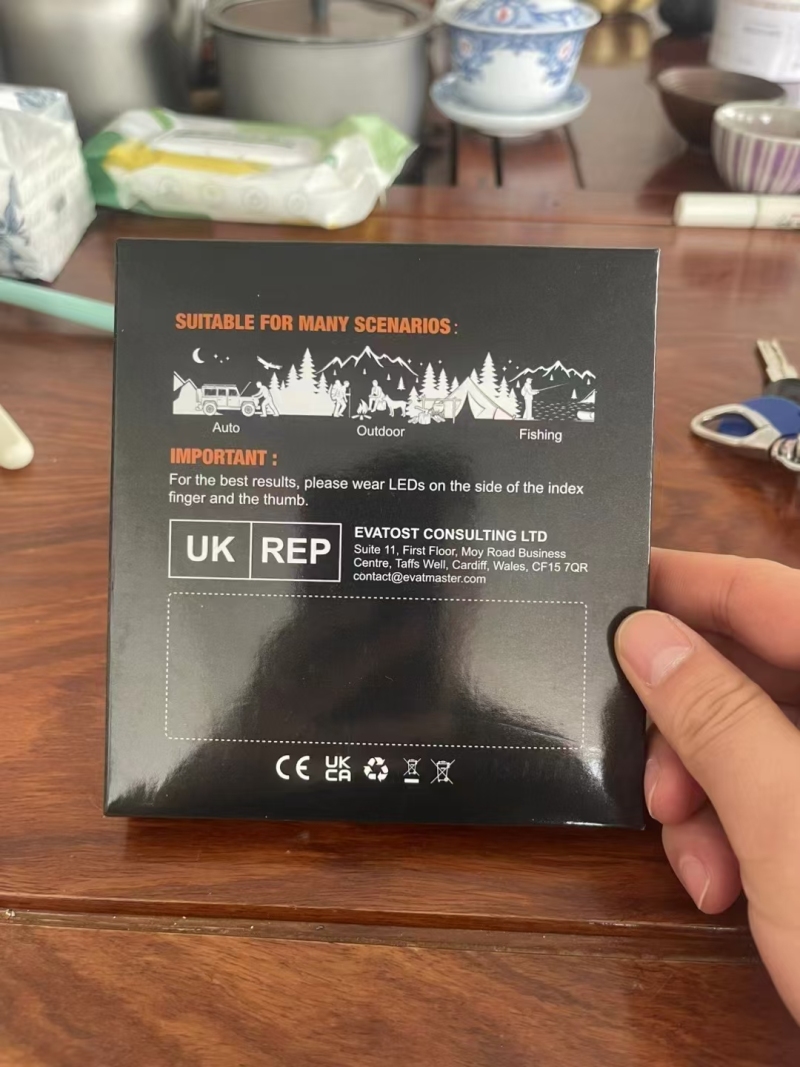 SUITABLE FOR MANY SCENARIOS:
Auto
Outdoor
Fishing
IMPORTANT :
For the best results, please wear LEDs on the side of the index
finger and the thumb.
UK REP
EVATOST CONSULTING LTD
Suite 11, First Floor, Moy Road Business
Centre, Taffs Well, Cardiff, Wales, CF15 7QR
contact@evatmaster.com
CE UK
CA